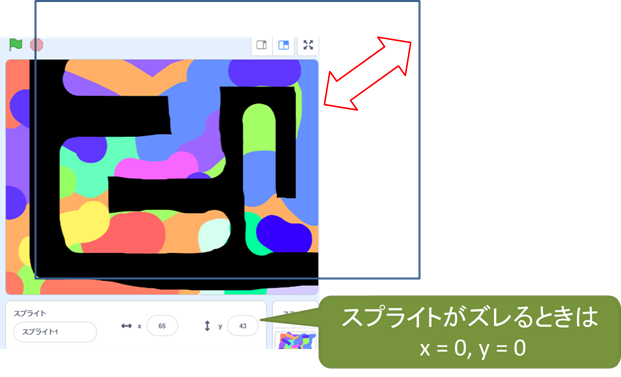 スプライト
スプライト1
x 65
y 43
スプライトがズレるときは
x = 0, y = 0